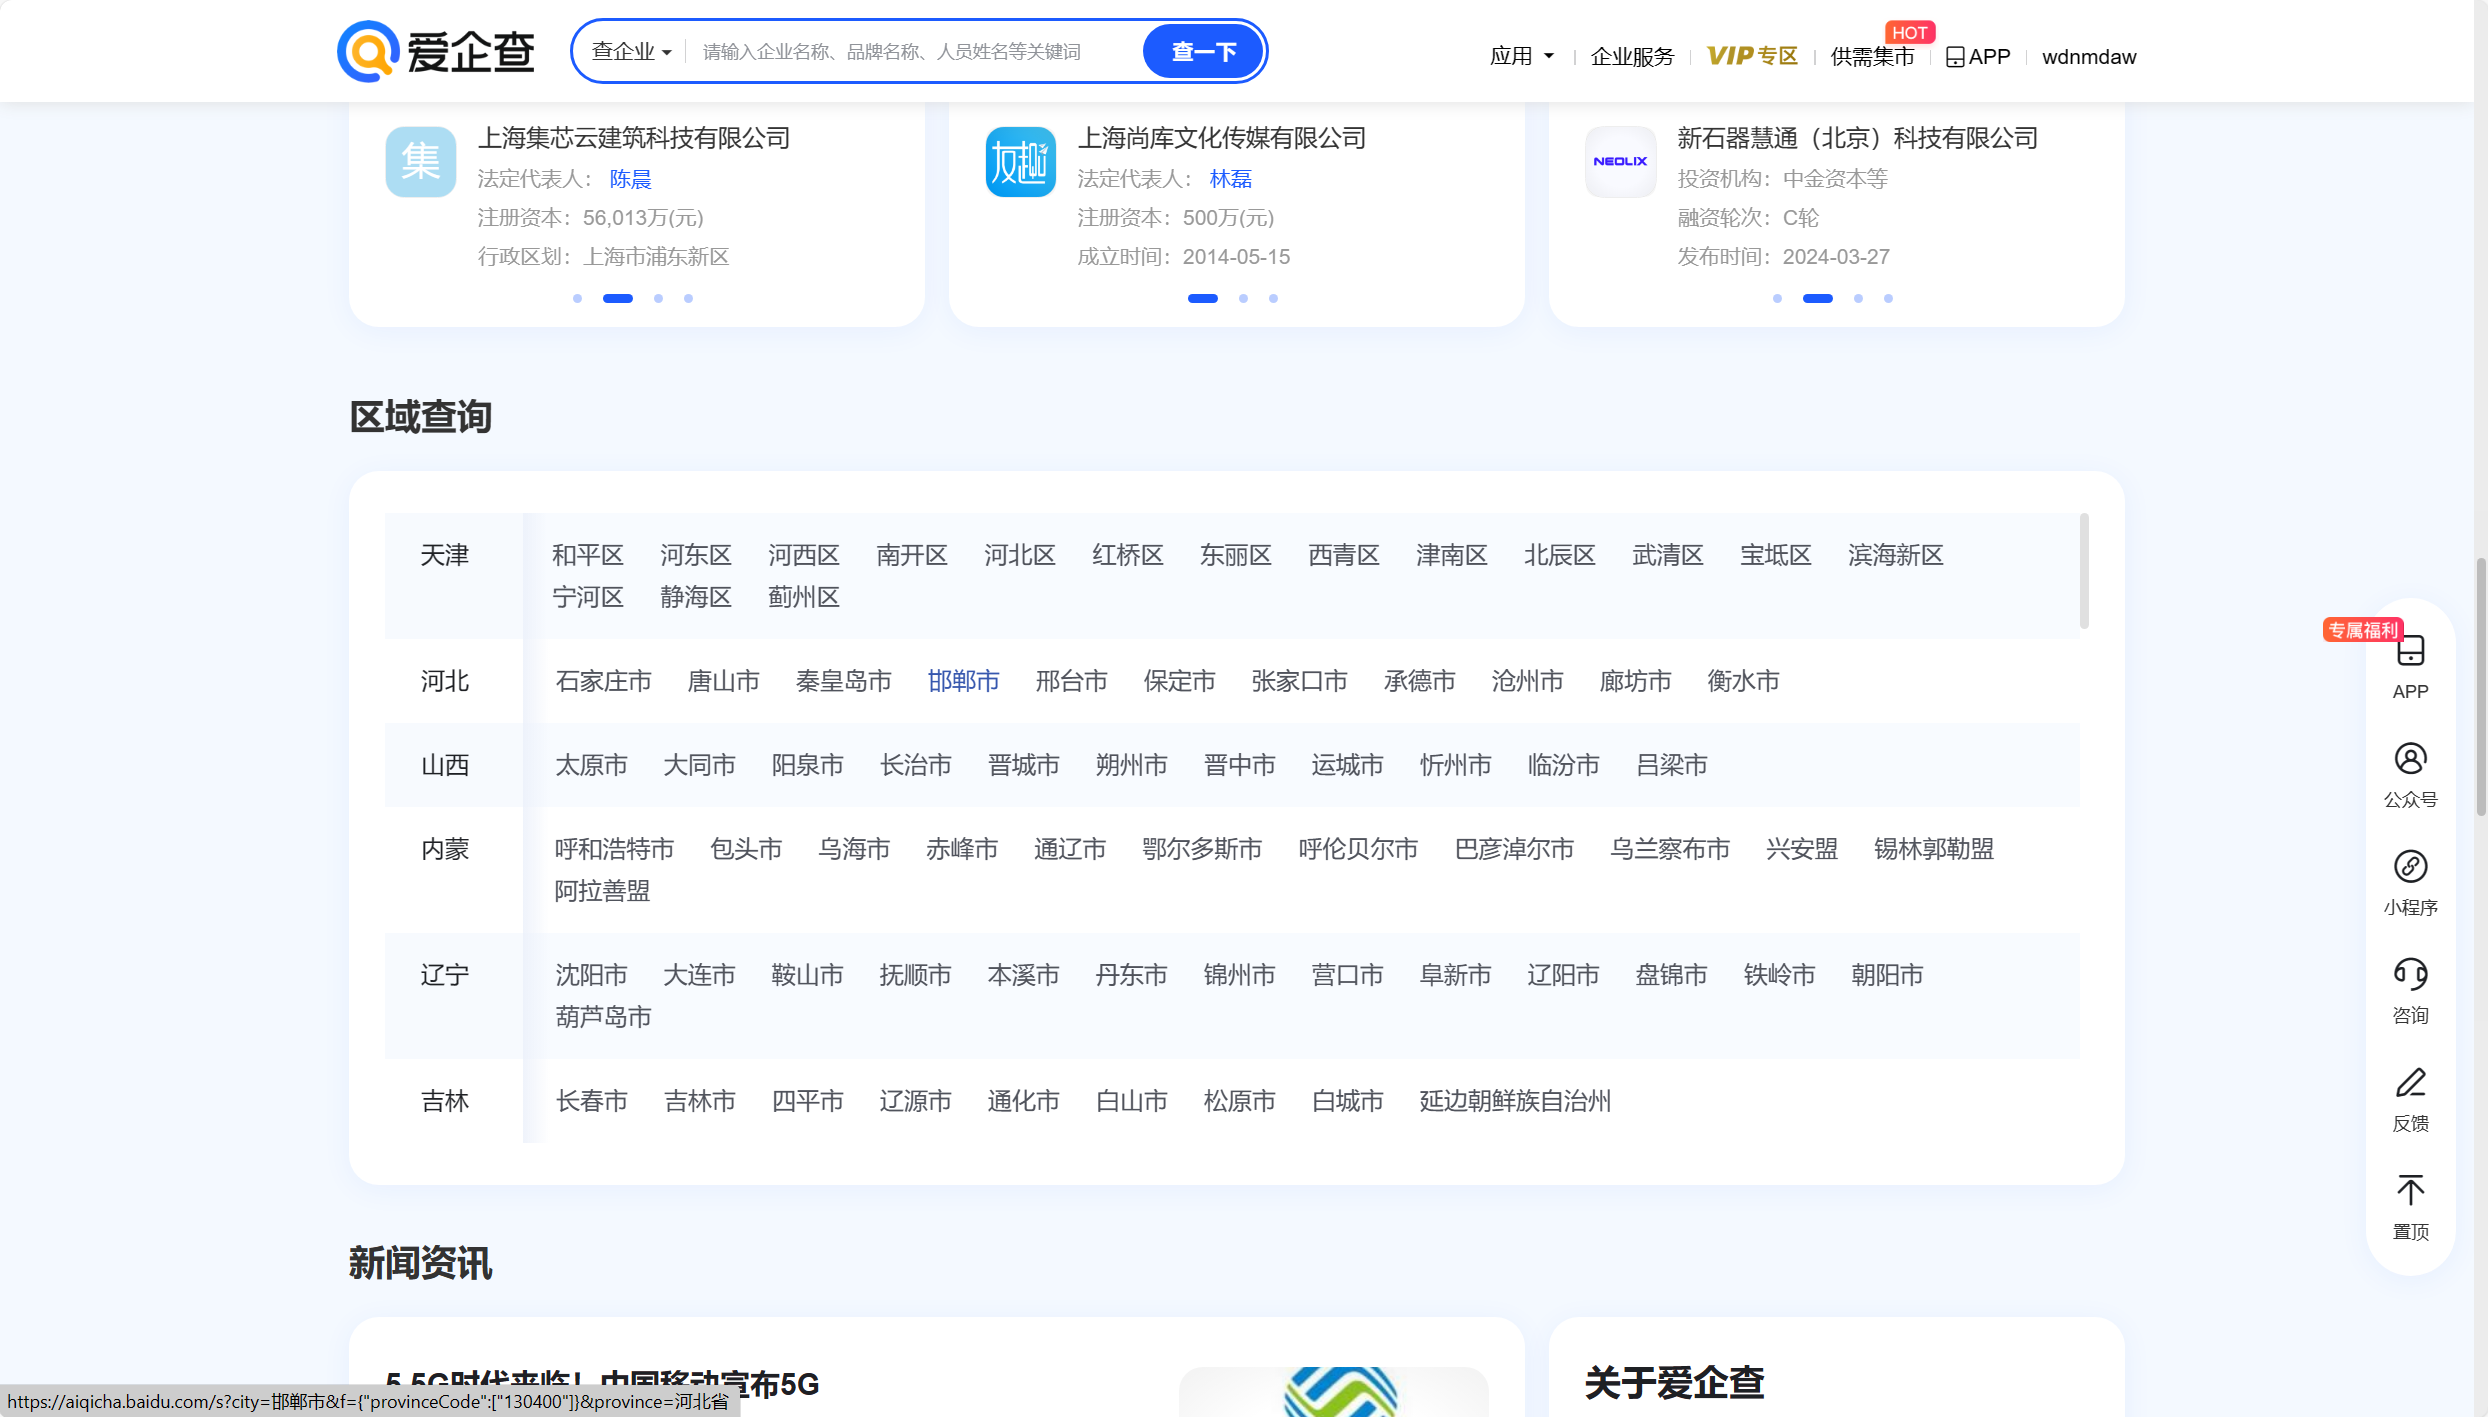 爱企查
查企业 请输入企业名称、品牌名称、人员姓名等关键词 查一下
应用 企业服务 VIP专区 供需集市 HOT APP wdnmdaw
集
上海集芯云建筑科技有限公司
法定代表人： 陈晨
注册资本：56,013万(元)
行政区划：上海市浦东新区
友趣
上海尚库文化传媒有限公司
法定代表人： 林磊
注册资本：500万(元)
成立时间：2014-05-15
NEOLIX
新石器慧通（北京）科技有限公司
投资机构：中金资本等
融资轮次：C轮
发布时间：2024-03-27
区域查询
天津 和平区 河东区 河西区 南开区 河北区 红桥区 东丽区 西青区 津南区 北辰区 武清区 宝坻区 滨海新区
宁河区 静海区 蓟州区
河北 石家庄市 唐山市 秦皇岛市 邯郸市 邢台市 保定市 张家口市 承德市 沧州市 廊坊市 衡水市
山西 太原市 大同市 阳泉市 长治市 晋城市 朔州市 晋中市 运城市 忻州市 临汾市 吕梁市
内蒙 呼和浩特市 包头市 乌海市 赤峰市 通辽市 鄂尔多斯市 呼伦贝尔市 巴彦淖尔市 乌兰察布市 兴安盟 锡林郭勒盟
阿拉善盟
辽宁 沈阳市 大连市 鞍山市 抚顺市 本溪市 丹东市 锦州市 营口市 阜新市 辽阳市 盘锦市 铁岭市 朝阳市
葫芦岛市
吉林 长春市 吉林市 四平市 辽源市 通化市 白山市 松原市 白城市 延边朝鲜族自治州
专属福利
APP
公众号
小程序
咨询
反馈
置顶
新闻资讯
5.5G时代来临！中国移动宣布5G
关于爱企查
https://aiqicha.baidu.com/s?city=邯郸市&f={"provinceCode":["130400"]}&province=河北省